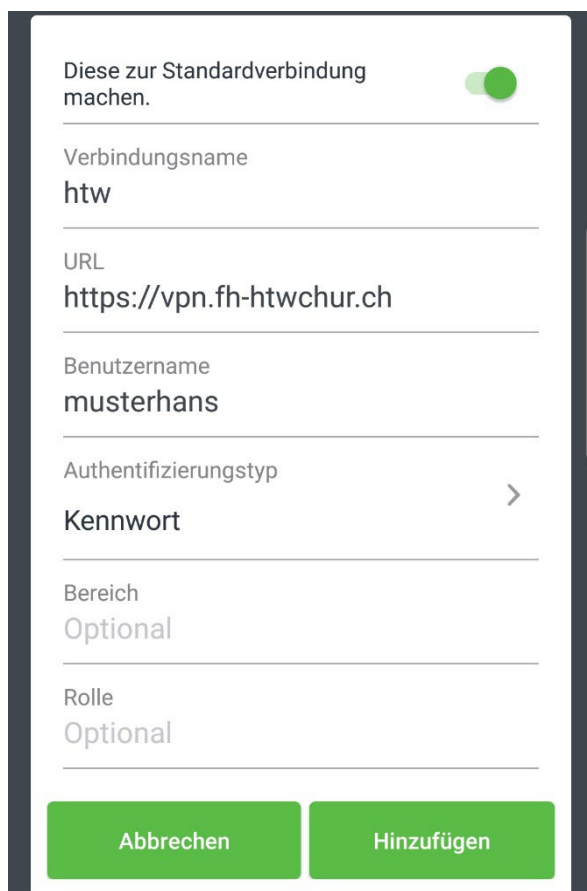 Diese zur Standardverbindung
machen.
Verbindungsname
htw
URL
https://vpn.fh-htwchur.ch
Benutzername
musterhans
Authentifizierungstyp
Kennwort
Bereich
Optional
Rolle
Optional
Abbrechen
Hinzufügen